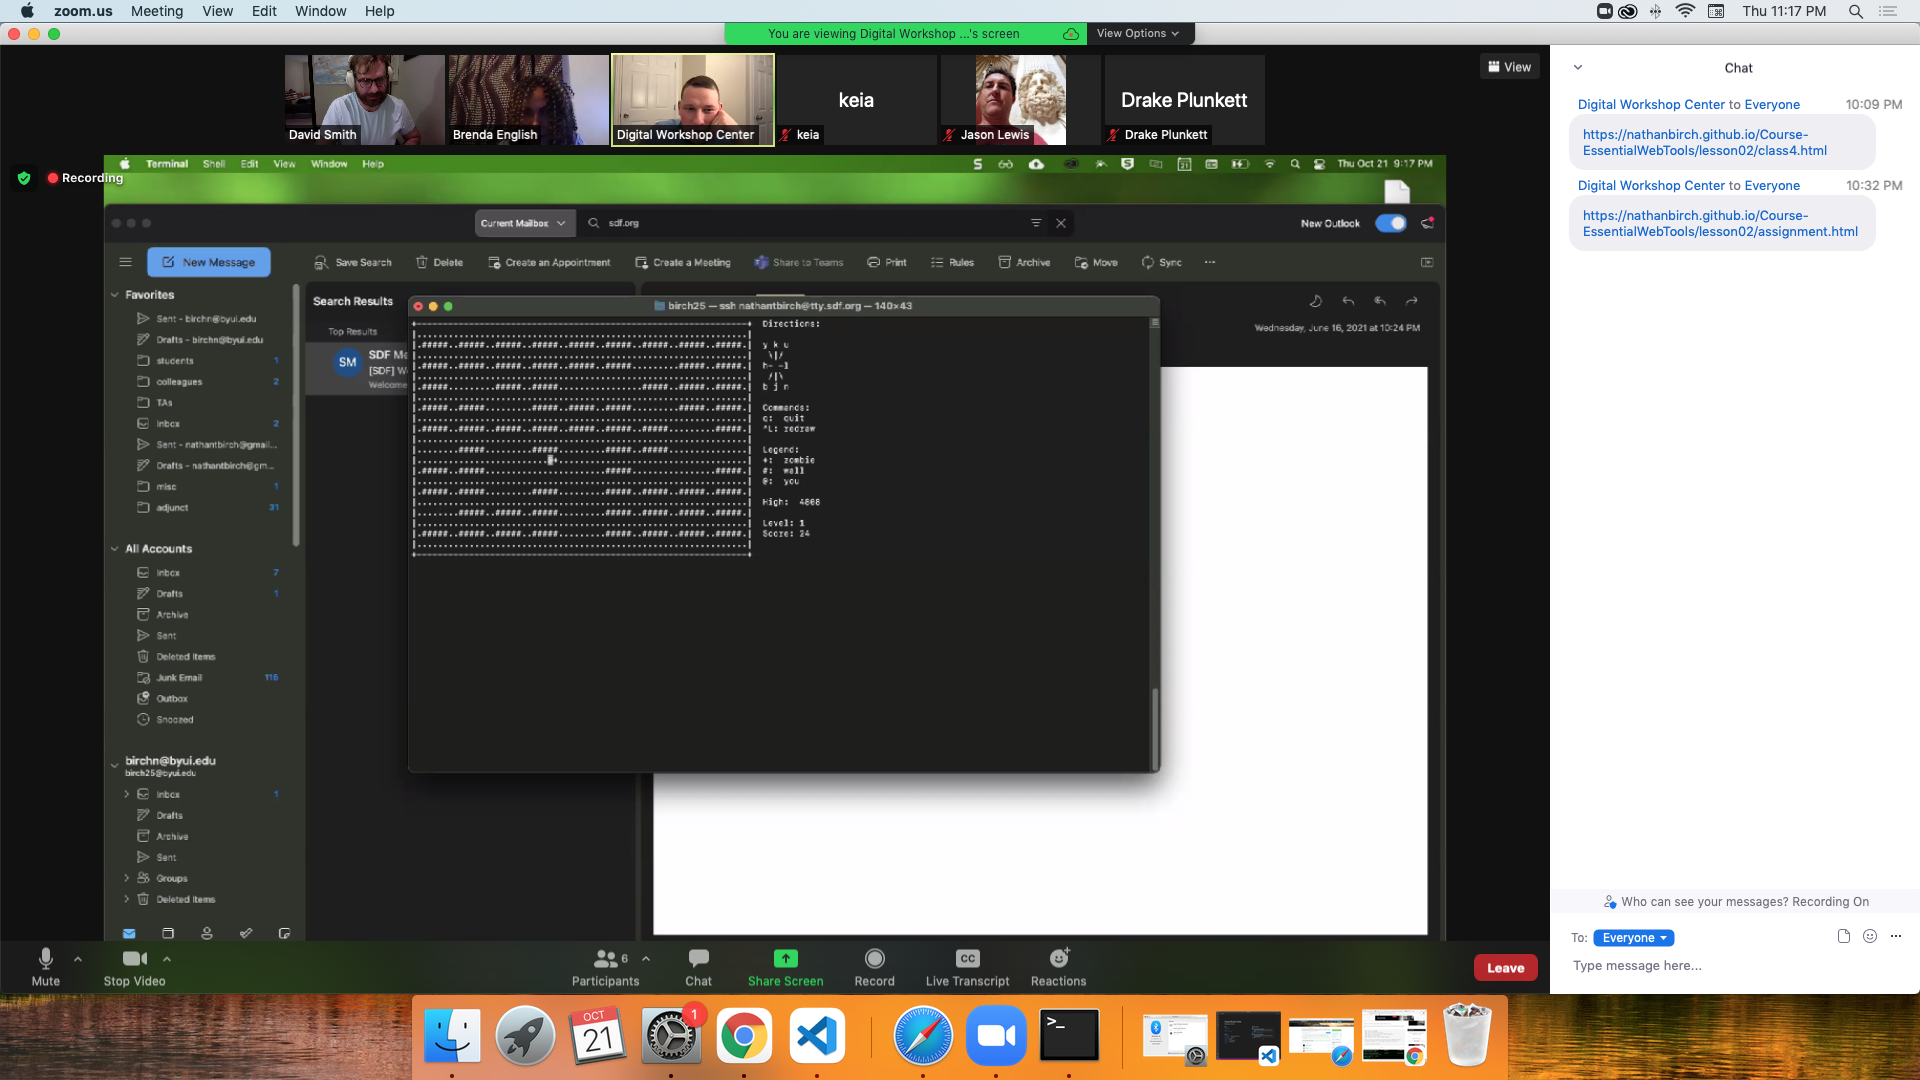 zoom.us Meeting View Edit Window Help Thu 11:17 PM
You are viewing Digital Workshop ...'s screen View Options
View
David Smith
Brenda English
Digital Workshop Center
keia
keia
Jason Lewis
Drake Plunkett
Drake Plunkett
Recording
Terminal Shell Edit View Window Help Thu Oct 21 9:17 PM
Current Mailbox sdf.org New Outlook
New Message Save Search Delete Create an Appointment Create a Meeting Share to Teams Print Rules Archive Move Sync ...
Favorites
Sent - birchn@byui.edu
Drafts - birchn@byui.edu
students 1
colleagues 2
TAs
Inbox 2
Sent - nathantbirch@gmail...
Drafts - nathantbirch@gm...
misc 1
adjunct 31
All Accounts
Inbox 7
Drafts 1
Archive
Sent
Deleted Items
Junk Email 116
Outbox
Snoozed
birchn@byui.edu
birch25@byui.edu
Inbox 1
Drafts
Archive
Sent
Groups
Deleted Items
Search Results
Top Results
SM
SDF Me
[SDF] W
Welcome
Wednesday, June 16, 2021 at 10:24 PM
birch25 — ssh nathantbirch@tty.sdf.org — 140×43
Directions:
y k u
\|/
h- -l
/|\
b j n
Commands:
q: quit
^L: redraw
Legend:
+: zombie
#: wall
@: you
High: 4868
Level: 1
Score: 24
Chat
Digital Workshop Center to Everyone 10:09 PM
https://nathanbirch.github.io/Course-
EssentialWebTools/lesson02/class4.html
Digital Workshop Center to Everyone 10:32 PM
https://nathanbirch.github.io/Course-
EssentialWebTools/lesson02/assignment.html
Who can see your messages? Recording On
To: Everyone
Type message here...
Mute
Stop Video
6
Participants
Chat
Share Screen
Record
CC
Live Transcript
Reactions
Leave
OCT
21
1
>_